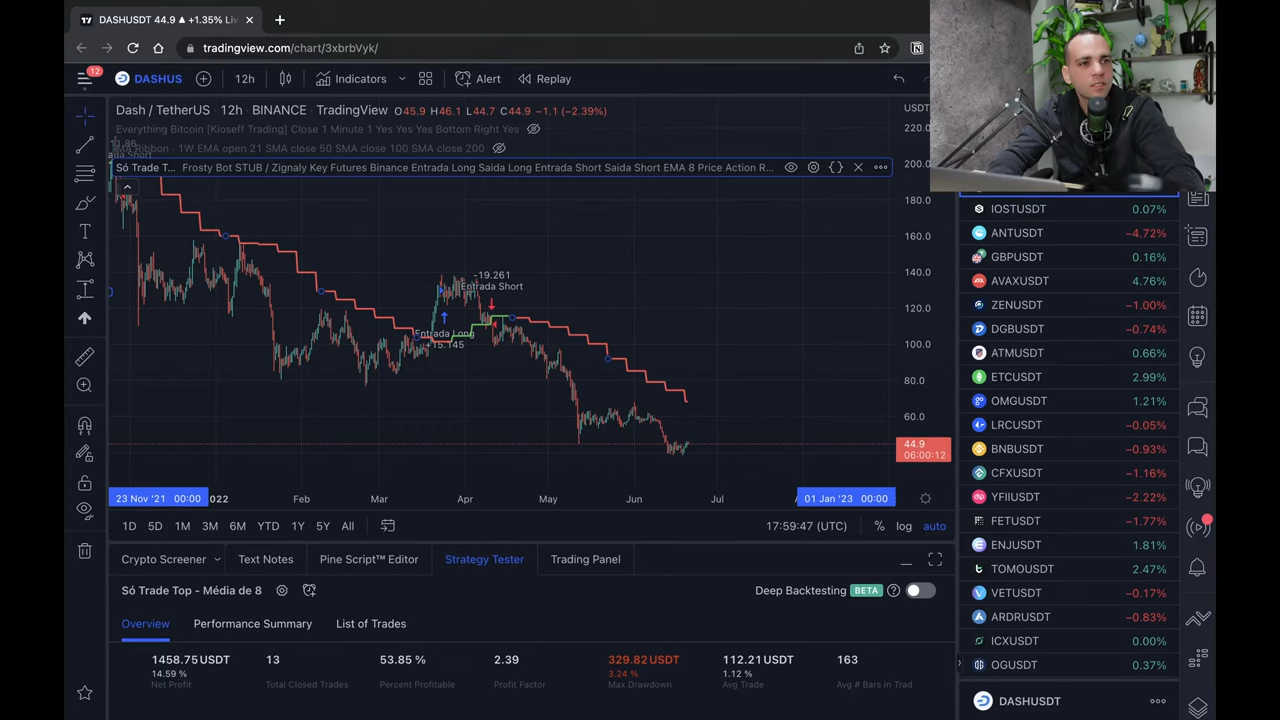 DASHUSDT 44.9 ▲ +1.35% Li
tradingview.com/chart/3xbrbVyk/
12
DASHUS
12h
Indicators
Alert
Replay
Dash / TetherUS · 12h · BINANCE · TradingView O45.9 H46.1 L44.7 C44.9 −1.1 (−2.39%)
USDT
Everything Bitcoin [Kioseff Trading] Close 1 Minute 1 Yes Yes Yes Bottom Right Yes
MA Ribbon 1W EMA open 21 SMA close 50 SMA close 100 SMA close 200
Só Trade T... Frosty Bot STUB / Zignaly Key Futures Binance Entrada Long Saida Long Entrada Short Saida Short EMA 8 Price Action R...
220.0
200.0
180.0
160.0
140.0
120.0
100.0
80.0
60.0
44.9
06:00:12
-19.261
Entrada Short
Entrada Long
+15.145
23 Nov '21 00:00
2022
Feb
Mar
Apr
May
Jun
Jul
01 Jan '23 00:00
1D 5D 1M 3M 6M YTD 1Y 5Y All
17:59:47 (UTC)
% log auto
Crypto Screener
Text Notes
Pine Script™ Editor
Strategy Tester
Trading Panel
Só Trade Top - Média de 8
Deep Backtesting BETA
Overview
Performance Summary
List of Trades
1458.75 USDT
14.59 %
Net Profit
13
Total Closed Trades
53.85 %
Percent Profitable
2.39
Profit Factor
329.82 USDT
3.24 %
Max Drawdown
112.21 USDT
1.12 %
Avg Trade
163
Avg # Bars in Trad
IOSTUSDT 0.07%
ANTUSDT −4.72%
GBPUSDT 0.16%
AVAXUSDT 4.76%
ZENUSDT −1.00%
DGBUSDT −0.74%
ATMUSDT 0.66%
ETCUSDT 2.99%
OMGUSDT 1.21%
LRCUSDT −0.05%
BNBUSDT −0.93%
CFXUSDT −1.16%
YFIIUSDT −2.22%
FETUSDT −1.77%
ENJUSDT 1.81%
TOMOUSDT 2.47%
VETUSDT −0.17%
ARDRUSDT −0.83%
ICXUSDT 0.00%
OGUSDT 0.37%
DASHUSDT